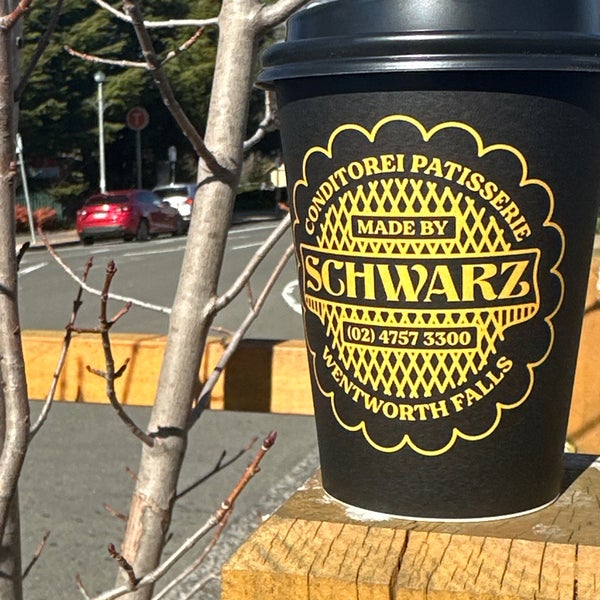 CONDITOREI PATISSERIE
MADE BY
SCHWARZ
(02) 4757 3300
WENTWORTH FALLS
T